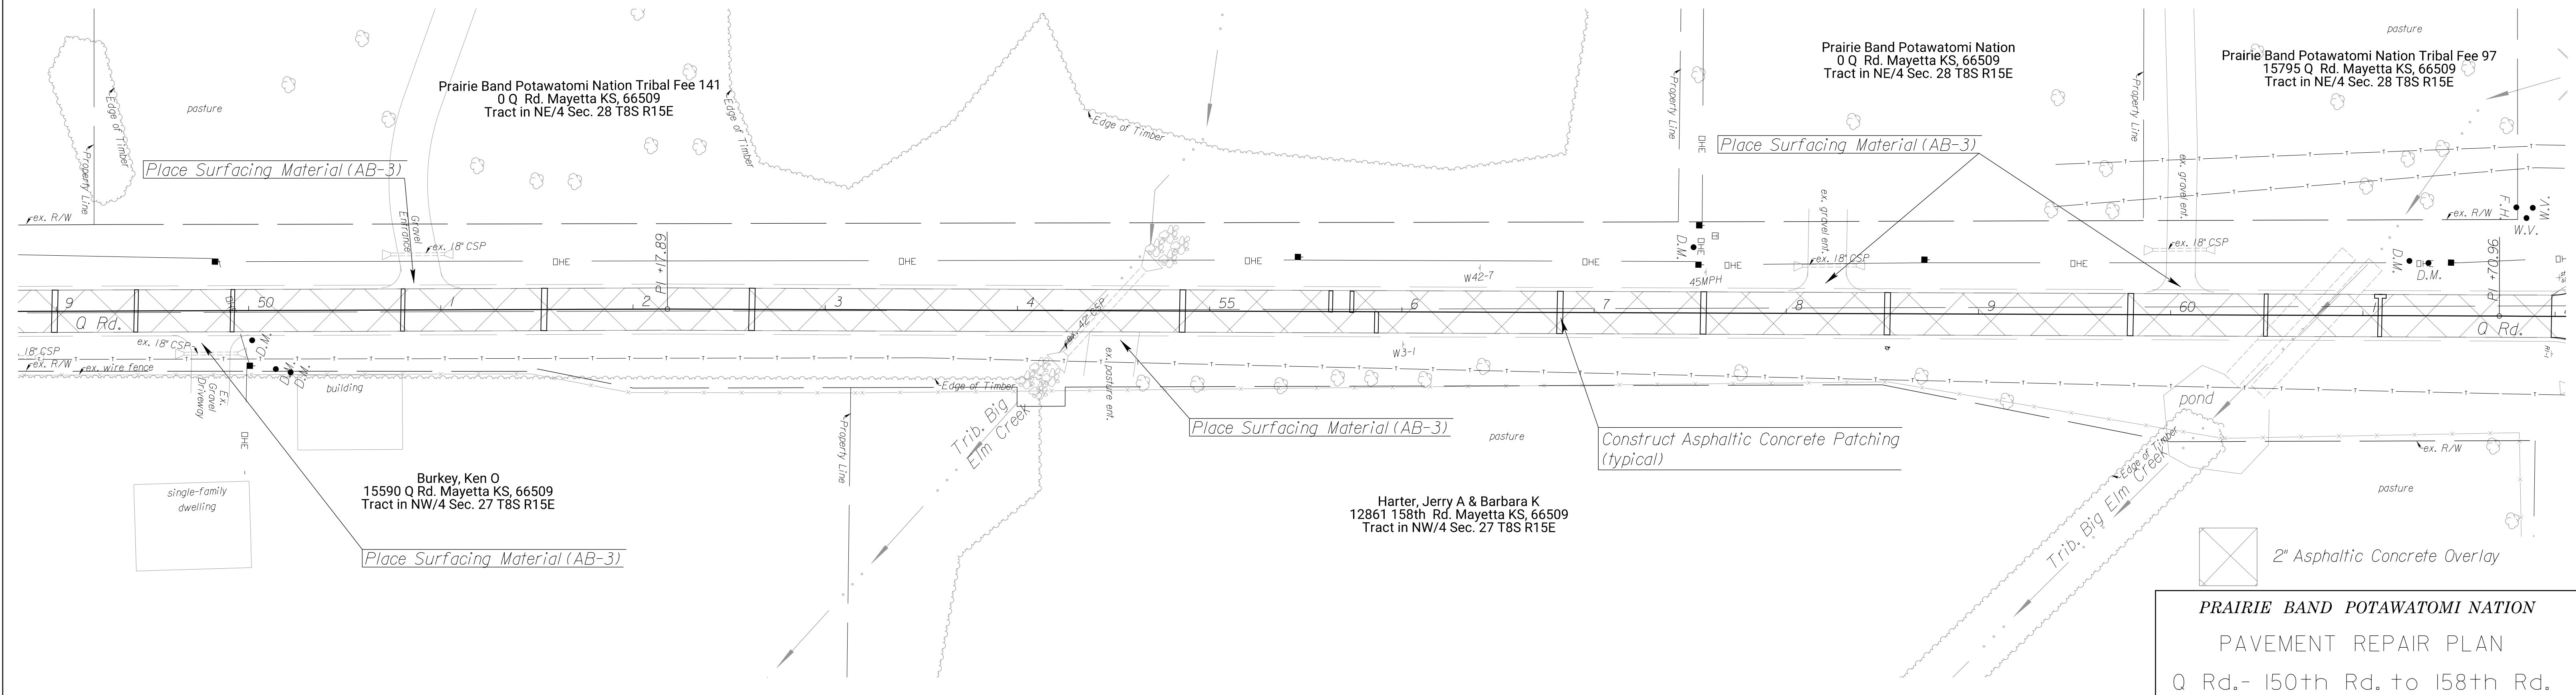 pasture
Edge of Timber
Property Line
Prairie Band Potawatomi Nation Tribal Fee 141
0 Q Rd. Mayetta KS, 66509
Tract in NE/4 Sec. 28 T8S R15E
Edge of Timber
Edge of Timber
Property Line
OHE
Prairie Band Potawatomi Nation
0 Q Rd. Mayetta KS, 66509
Tract in NE/4 Sec. 28 T8S R15E
Property Line
pasture
Prairie Band Potawatomi Nation Tribal Fee 97
15795 Q Rd. Mayetta KS, 66509
Tract in NE/4 Sec. 28 T8S R15E
Place Surfacing Material (AB-3)
Place Surfacing Material (AB-3)
ex. R/W
Gravel
Entrance
ex. 18" CSP
PI +17.89
OHE
OHE
OHE
W42-7
D.M.
OHE
OHE
45MPH
ex. gravel ent.
ex. 18" CSP
OHE
ex. gravel ent.
ex. 18" CSP
D.M.
OHE
D.M.
ex. R/W
F.H.
W.V.
W.V.
PI +70.96
9
50
1
2
3
4
55
6
7
8
9
60
1
Q Rd.
Q Rd.
18" CSP
ex. R/W
ex. wire fence
ex. 18" CSP
Ex.
Gravel
Driveway
D.M.
D.M.
D.M.
building
OHE
ex. 42" CSP
ex. pasture ent.
W3-1
Edge of Timber
Trib. Big
Elm Creek
Property Line
Place Surfacing Material (AB-3)
pasture
Construct Asphaltic Concrete Patching
(typical)
pond
Edge of Timber
Trib. Big Elm Creek
ex. R/W
pasture
single-family
dwelling
Burkey, Ken O
15590 Q Rd. Mayetta KS, 66509
Tract in NW/4 Sec. 27 T8S R15E
Harter, Jerry A & Barbara K
12861 158th Rd. Mayetta KS, 66509
Tract in NW/4 Sec. 27 T8S R15E
Place Surfacing Material (AB-3)
2" Asphaltic Concrete Overlay
PRAIRIE BAND POTAWATOMI NATION
PAVEMENT REPAIR PLAN
Q Rd.- 150th Rd. to 158th Rd.